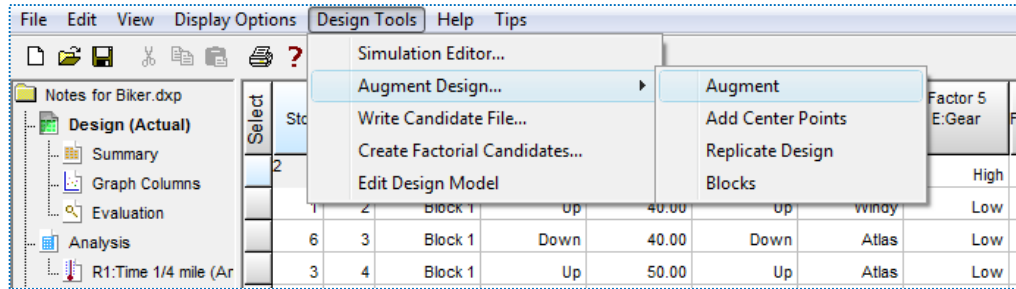 File Edit View Display Options Design Tools Help Tips
?
Simulation Editor...
Augment Design...
Write Candidate File...
Create Factorial Candidates...
Edit Design Model
Augment
Add Center Points
Replicate Design
Blocks
Notes for Biker.dxp
Design (Actual)
Summary
Graph Columns
Evaluation
Analysis
R1:Time 1/4 mile (Ar
Select
Factor 5
E:Gear
2 High
1 2 Block 1 Up 40.00 Up Windy Low
6 3 Block 1 Down 40.00 Down Atlas Low
3 4 Block 1 Up 50.00 Up Atlas Low